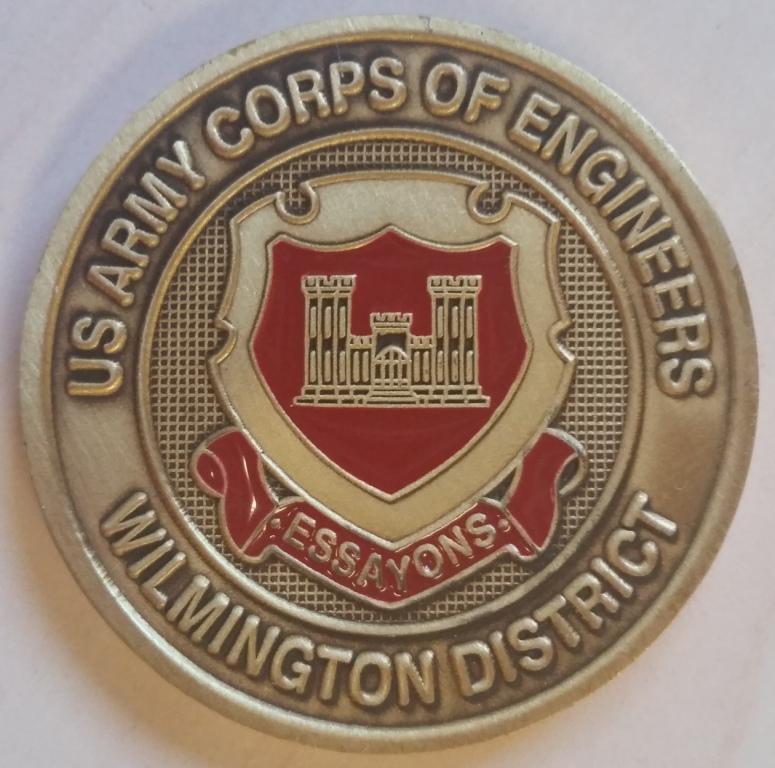 US ARMY CORPS OF ENGINEERS
·ESSAYONS·
WILMINGTON DISTRICT